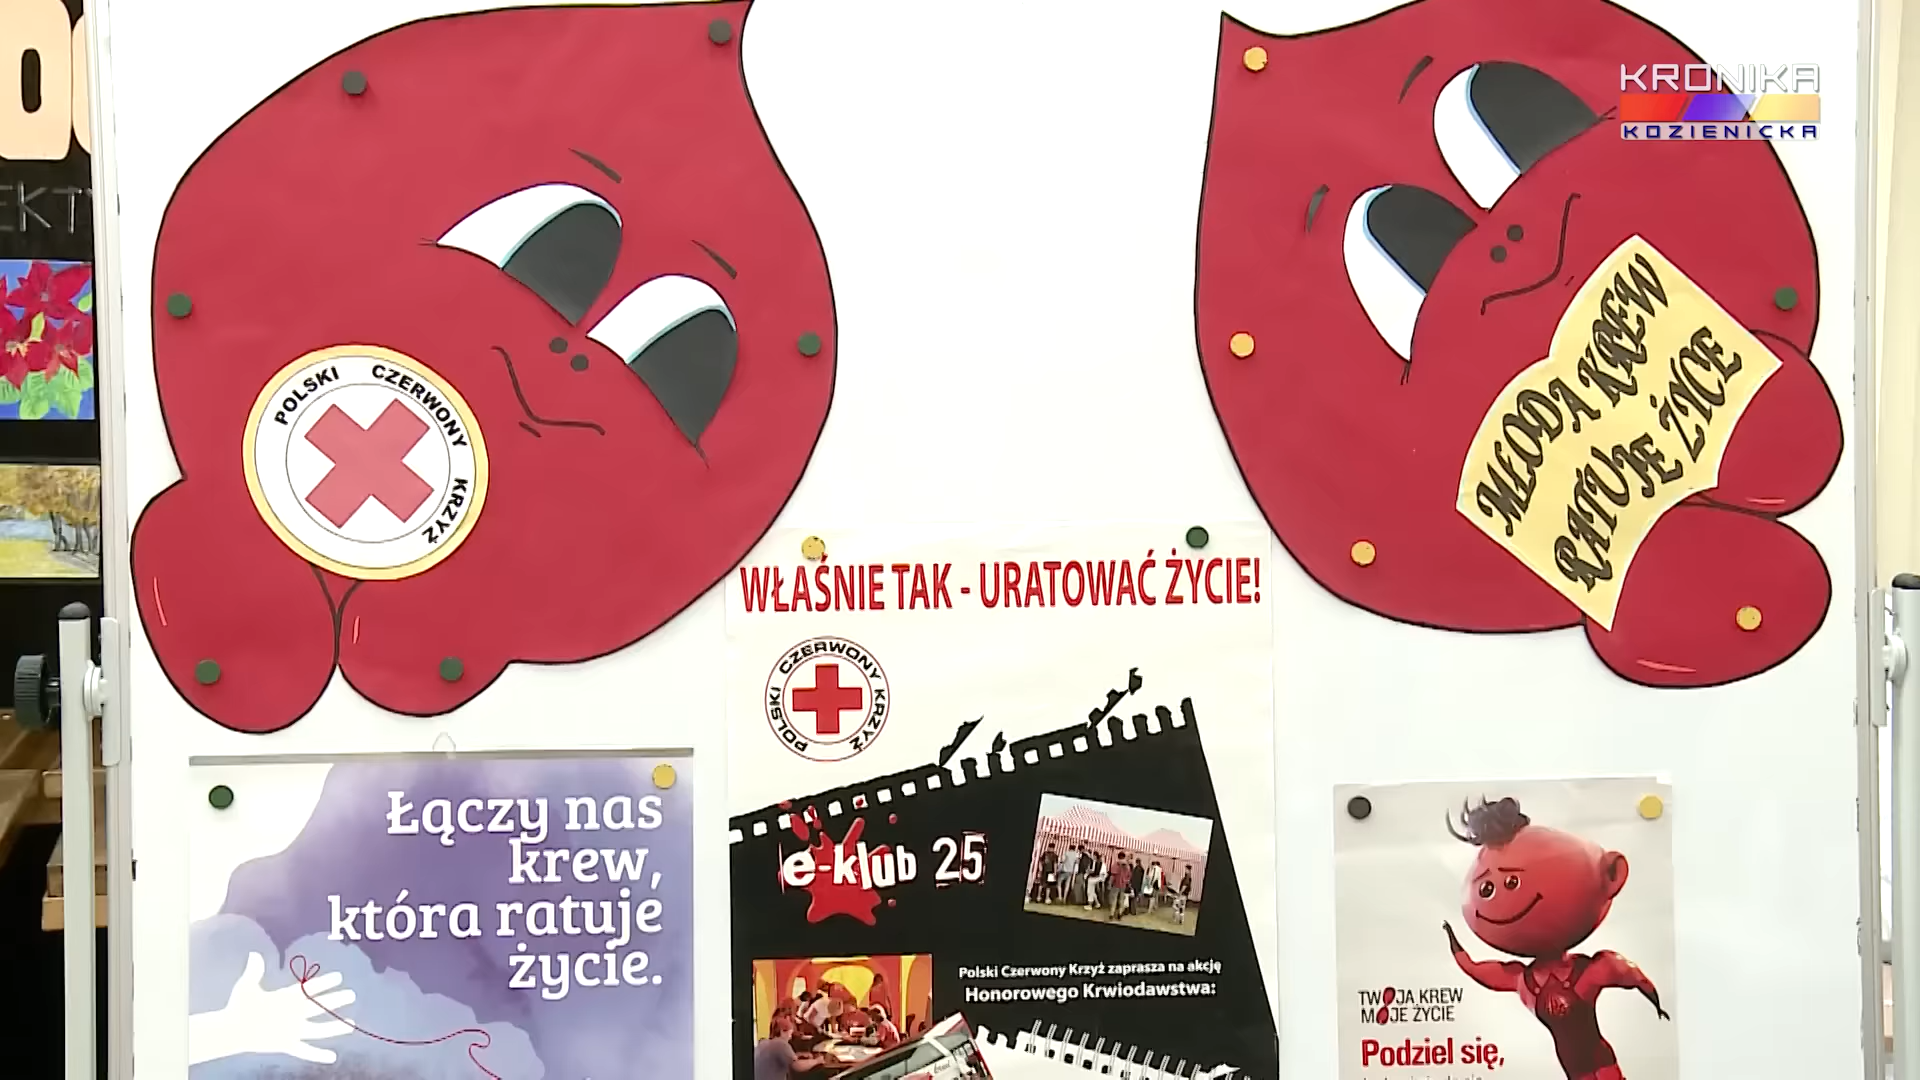 KRONIKA
KOZIENICKA
POLSKI CZERWONY KRZYŻ
MŁODA KREW
RATUJE ŻYCIE
WŁAŚNIE TAK - URATOWAĆ ŻYCIE!
POLSKI CZERWONY KRZYŻ
e-klub 25
Polski Czerwony Krzyż zaprasza na akcję
Honorowego Krwiodawstwa:
Łączy nas
krew,
która ratuje
życie.
TWOJA KREW
MOJE ŻYCIE
Podziel się,